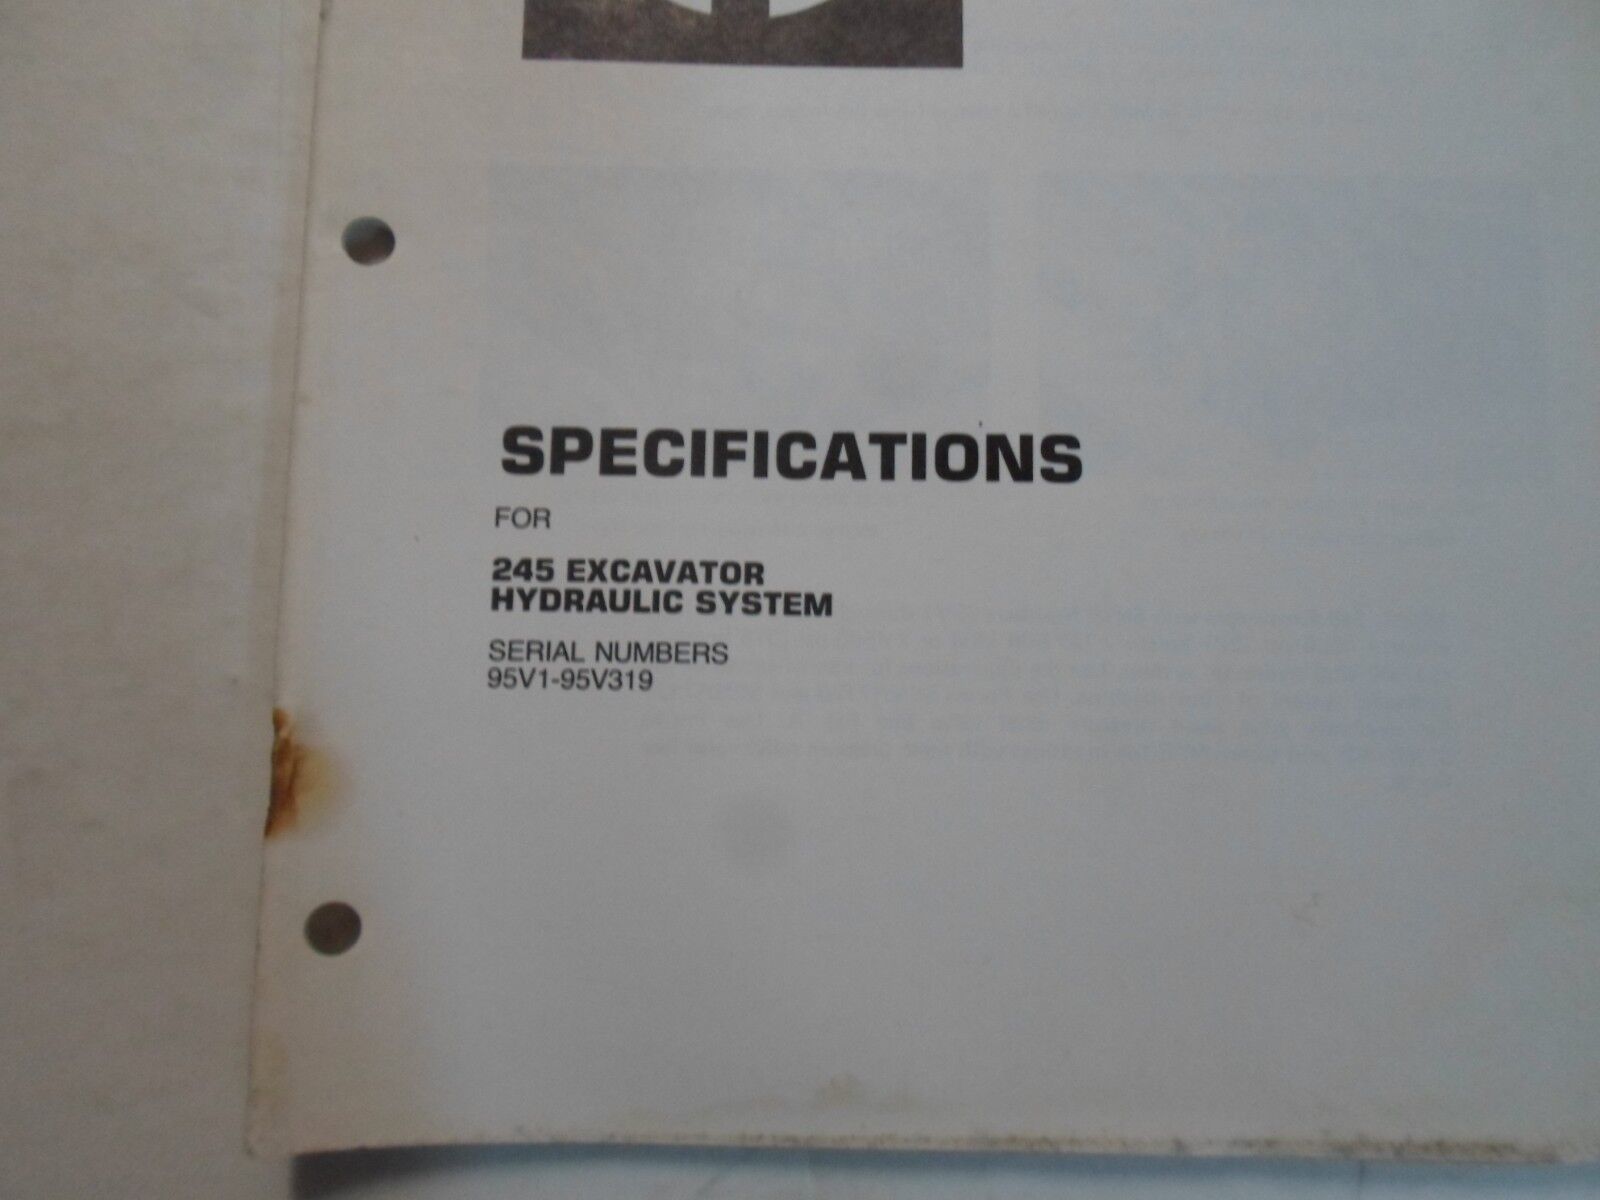 SPECIFICATIONS
FOR
245 EXCAVATOR
HYDRAULIC SYSTEM
SERIAL NUMBERS
95V1-95V319